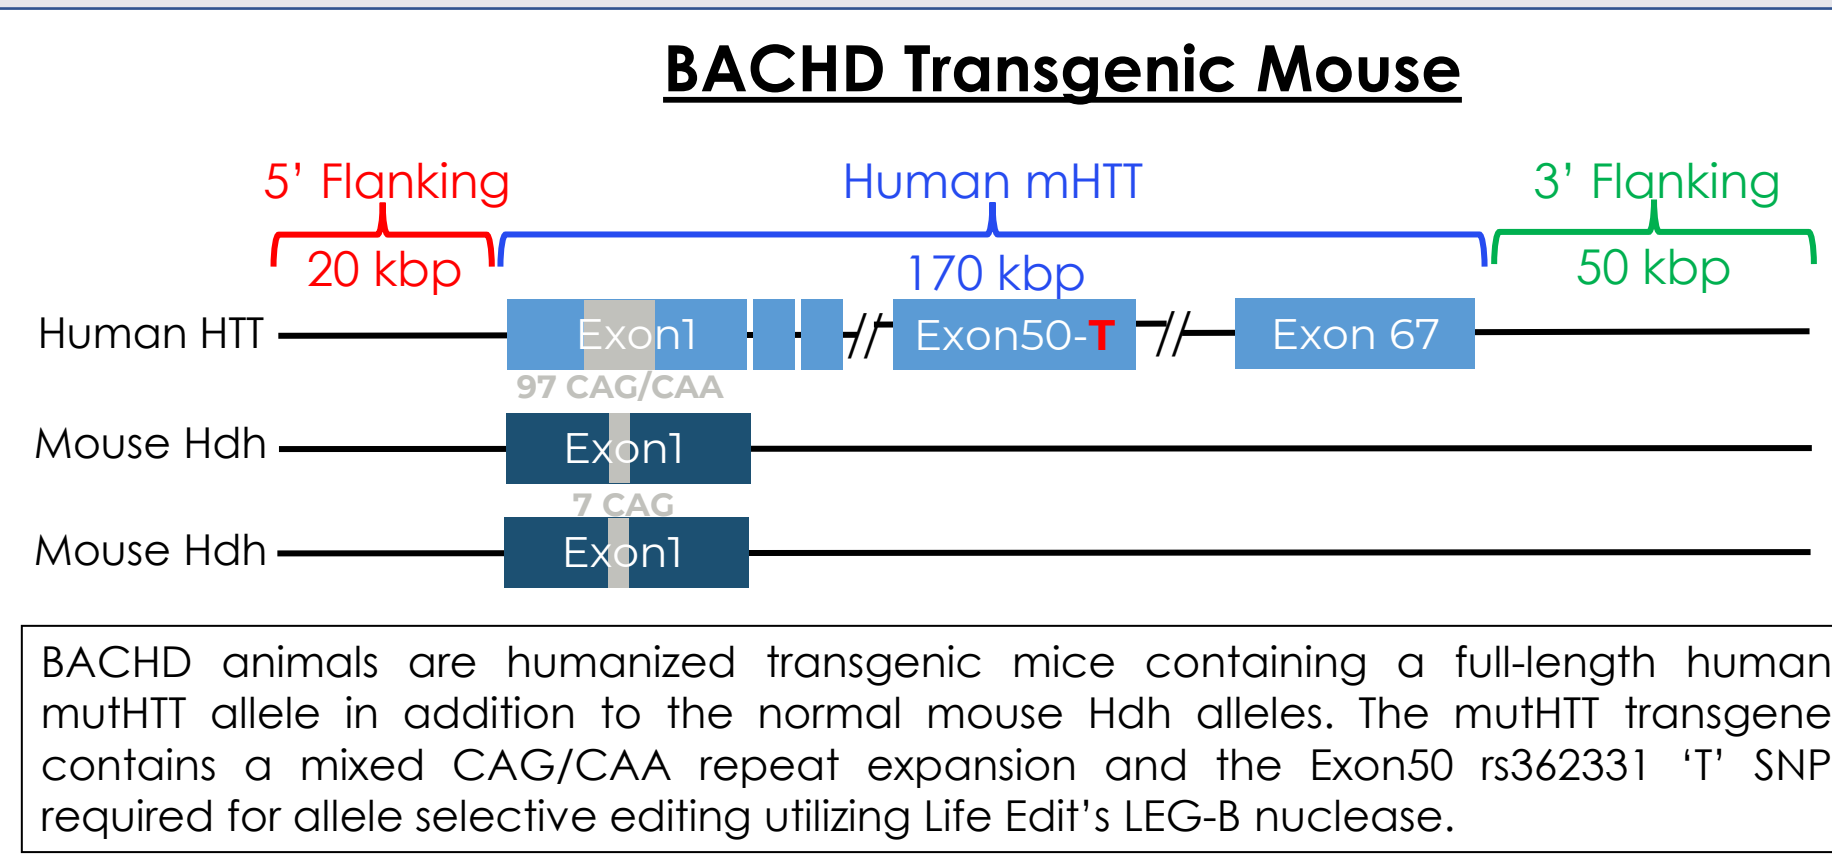 BACHD Transgenic Mouse
5’ Flanking
Human mHTT
3’ Flanking
20 kbp
170 kbp
50 kbp
Human HTT
Exon1
//
Exon50-T
//
Exon 67
97 CAG/CAA
Mouse Hdh
Exon1
7 CAG
Mouse Hdh
Exon1
BACHD animals are humanized transgenic mice containing a full-length human
mutHTT allele in addition to the normal mouse Hdh alleles. The mutHTT transgene
contains a mixed CAG/CAA repeat expansion and the Exon50 rs362331 ‘T’ SNP
required for allele selective editing utilizing Life Edit’s LEG-B nuclease.